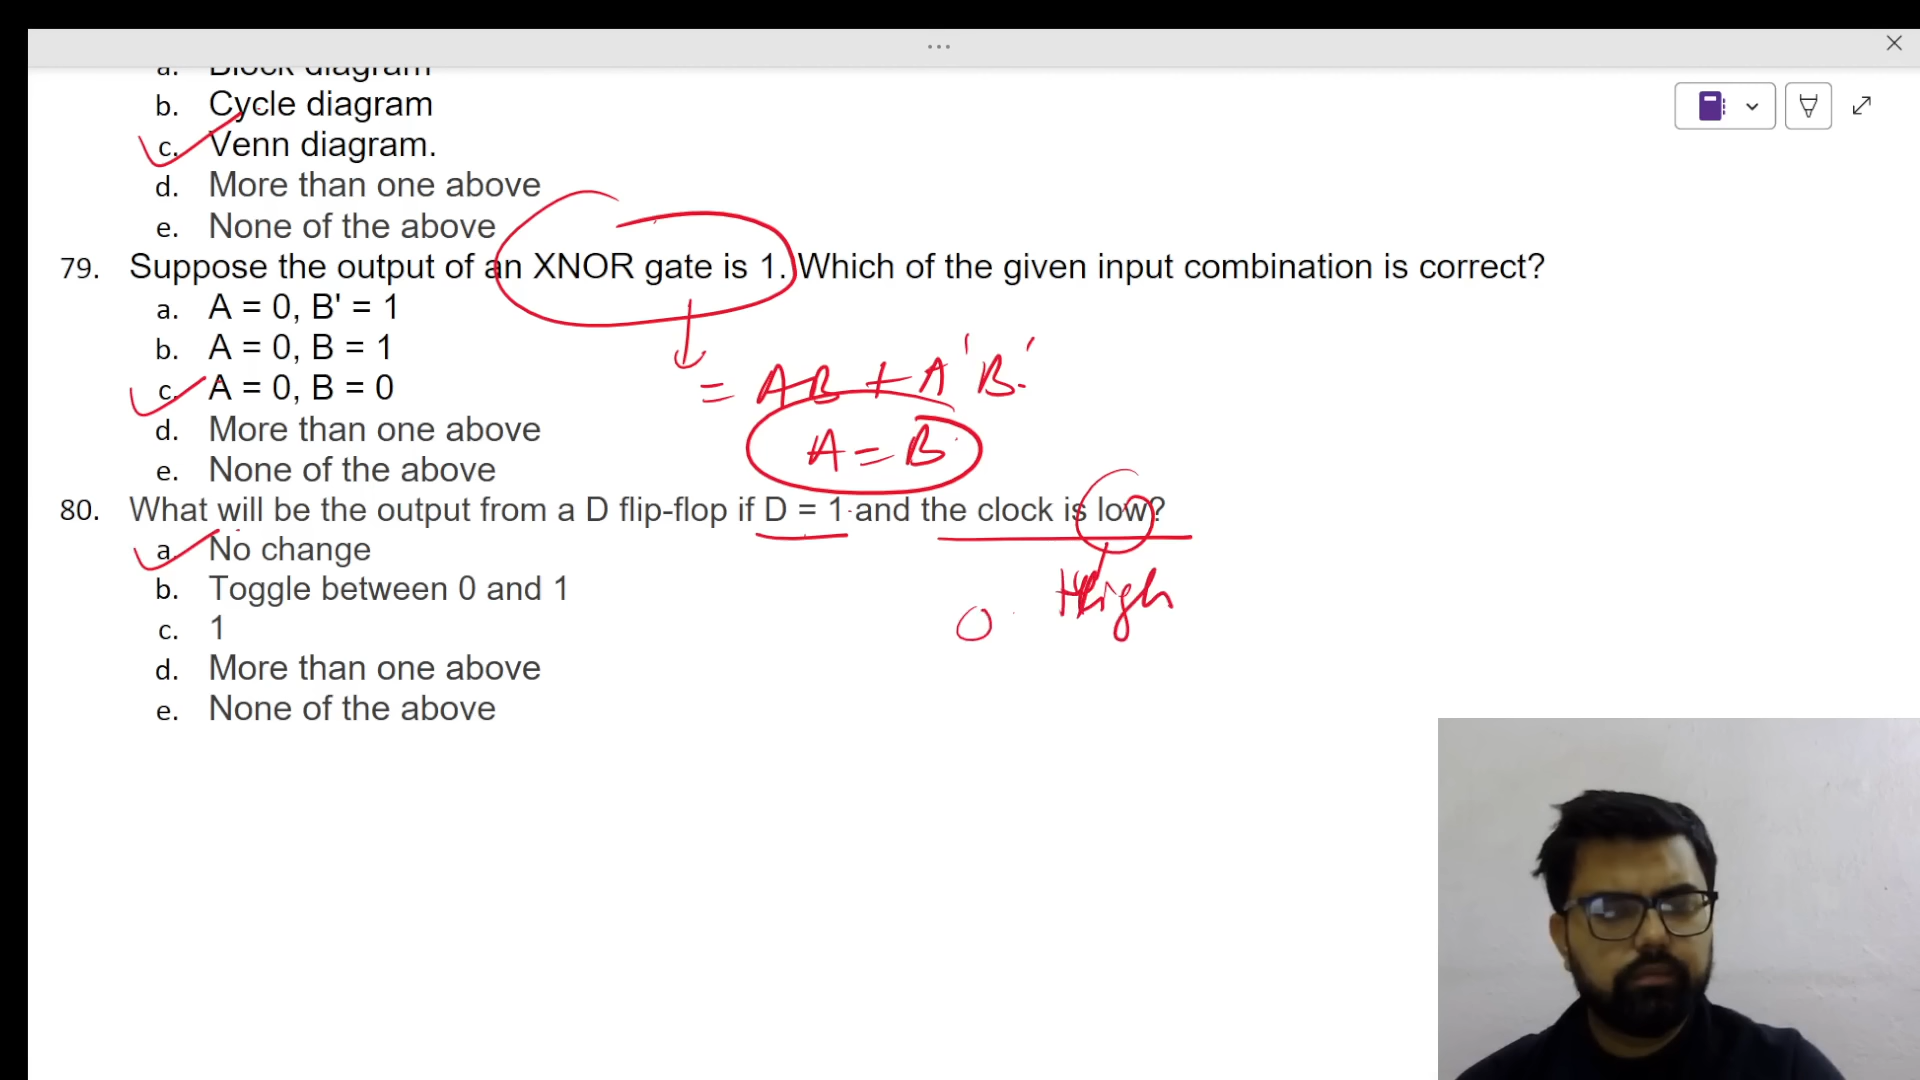 a. Block diagram
b. Cycle diagram
c. Venn diagram.
d. More than one above
e. None of the above
79. Suppose the output of an XNOR gate is 1. Which of the given input combination is correct?
a. A = 0, B' = 1
b. A = 0, B = 1
c. A = 0, B = 0
= AB + A'B'
A = B
d. More than one above
e. None of the above
80. What will be the output from a D flip-flop if D = 1 and the clock is low?
a. No change
b. Toggle between 0 and 1
High
0
c. 1
d. More than one above
e. None of the above